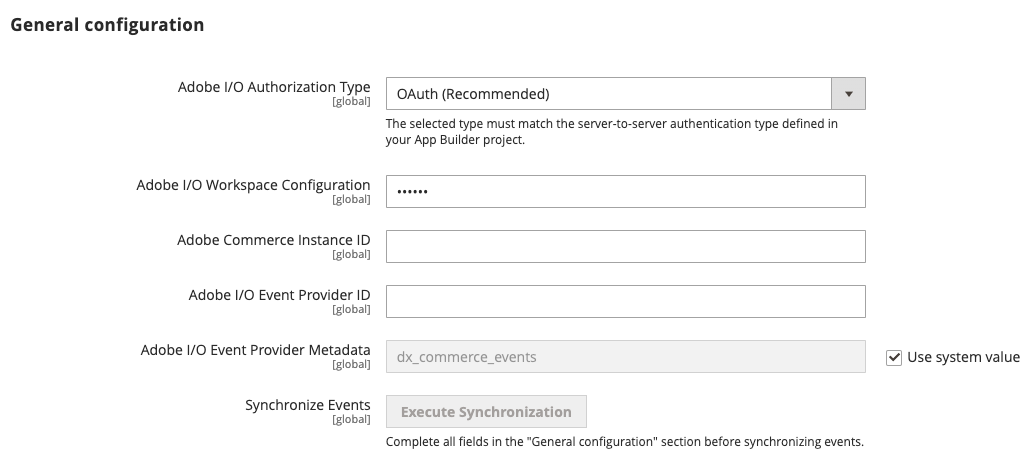 General configuration
Adobe I/O Authorization Type
[global]
OAuth (Recommended)
The selected type must match the server-to-server authentication type defined in
your App Builder project.
Adobe I/O Workspace Configuration
[global]
••••••
Adobe Commerce Instance ID
[global]
Adobe I/O Event Provider ID
[global]
Adobe I/O Event Provider Metadata
[global]
dx_commerce_events
Use system value
Synchronize Events
[global]
Execute Synchronization
Complete all fields in the "General configuration" section before synchronizing events.